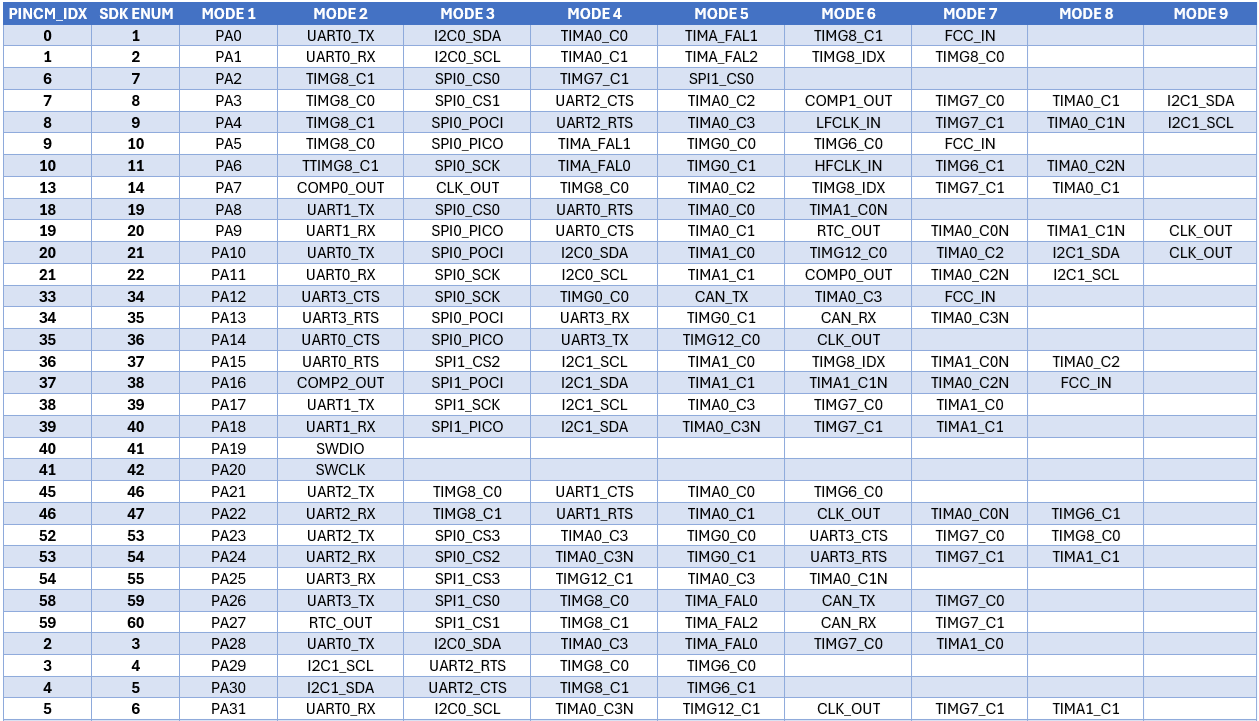 PINCM_IDX SDK ENUM MODE 1 MODE 2 MODE 3 MODE 4 MODE 5 MODE 6 MODE 7 MODE 8 MODE 9
0 1 PA0 UART0_TX I2C0_SDA TIMA0_C0 TIMA_FAL1 TIMG8_C1 FCC_IN
1 2 PA1 UART0_RX I2C0_SCL TIMA0_C1 TIMA_FAL2 TIMG8_IDX TIMG8_C0
6 7 PA2 TIMG8_C1 SPI0_CS0 TIMG7_C1 SPI1_CS0
7 8 PA3 TIMG8_C0 SPI0_CS1 UART2_CTS TIMA0_C2 COMP1_OUT TIMG7_C0 TIMA0_C1 I2C1_SDA
8 9 PA4 TIMG8_C1 SPI0_POCI UART2_RTS TIMA0_C3 LFCLK_IN TIMG7_C1 TIMA0_C1N I2C1_SCL
9 10 PA5 TIMG8_C0 SPI0_PICO TIMA_FAL1 TIMG0_C0 TIMG6_C0 FCC_IN
10 11 PA6 TTIMG8_C1 SPI0_SCK TIMA_FAL0 TIMG0_C1 HFCLK_IN TIMG6_C1 TIMA0_C2N
13 14 PA7 COMP0_OUT CLK_OUT TIMG8_C0 TIMA0_C2 TIMG8_IDX TIMG7_C1 TIMA0_C1
18 19 PA8 UART1_TX SPI0_CS0 UART0_RTS TIMA0_C0 TIMA1_C0N
19 20 PA9 UART1_RX SPI0_PICO UART0_CTS TIMA0_C1 RTC_OUT TIMA0_C0N TIMA1_C1N CLK_OUT
20 21 PA10 UART0_TX SPI0_POCI I2C0_SDA TIMA1_C0 TIMG12_C0 TIMA0_C2 I2C1_SDA CLK_OUT
21 22 PA11 UART0_RX SPI0_SCK I2C0_SCL TIMA1_C1 COMP0_OUT TIMA0_C2N I2C1_SCL
33 34 PA12 UART3_CTS SPI0_SCK TIMG0_C0 CAN_TX TIMA0_C3 FCC_IN
34 35 PA13 UART3_RTS SPI0_POCI UART3_RX TIMG0_C1 CAN_RX TIMA0_C3N
35 36 PA14 UART0_CTS SPI0_PICO UART3_TX TIMG12_C0 CLK_OUT
36 37 PA15 UART0_RTS SPI1_CS2 I2C1_SCL TIMA1_C0 TIMG8_IDX TIMA1_C0N TIMA0_C2
37 38 PA16 COMP2_OUT SPI1_POCI I2C1_SDA TIMA1_C1 TIMA1_C1N TIMA0_C2N FCC_IN
38 39 PA17 UART1_TX SPI1_SCK I2C1_SCL TIMA0_C3 TIMG7_C0 TIMA1_C0
39 40 PA18 UART1_RX SPI1_PICO I2C1_SDA TIMA0_C3N TIMG7_C1 TIMA1_C1
40 41 PA19 SWDIO
41 42 PA20 SWCLK
45 46 PA21 UART2_TX TIMG8_C0 UART1_CTS TIMA0_C0 TIMG6_C0
46 47 PA22 UART2_RX TIMG8_C1 UART1_RTS TIMA0_C1 CLK_OUT TIMA0_C0N TIMG6_C1
52 53 PA23 UART2_TX SPI0_CS3 TIMA0_C3 TIMG0_C0 UART3_CTS TIMG7_C0 TIMG8_C0
53 54 PA24 UART2_RX SPI0_CS2 TIMA0_C3N TIMG0_C1 UART3_RTS TIMG7_C1 TIMA1_C1
54 55 PA25 UART3_RX SPI1_CS3 TIMG12_C1 TIMA0_C3 TIMA0_C1N
58 59 PA26 UART3_TX SPI1_CS0 TIMG8_C0 TIMA_FAL0 CAN_TX TIMG7_C0
59 60 PA27 RTC_OUT SPI1_CS1 TIMG8_C1 TIMA_FAL2 CAN_RX TIMG7_C1
2 3 PA28 UART0_TX I2C0_SDA TIMA0_C3 TIMA_FAL0 TIMG7_C0 TIMA1_C0
3 4 PA29 I2C1_SCL UART2_RTS TIMG8_C0 TIMG6_C0
4 5 PA30 I2C1_SDA UART2_CTS TIMG8_C1 TIMG6_C1
5 6 PA31 UART0_RX I2C0_SCL TIMA0_C3N TIMG12_C1 CLK_OUT TIMG7_C1 TIMA1_C1